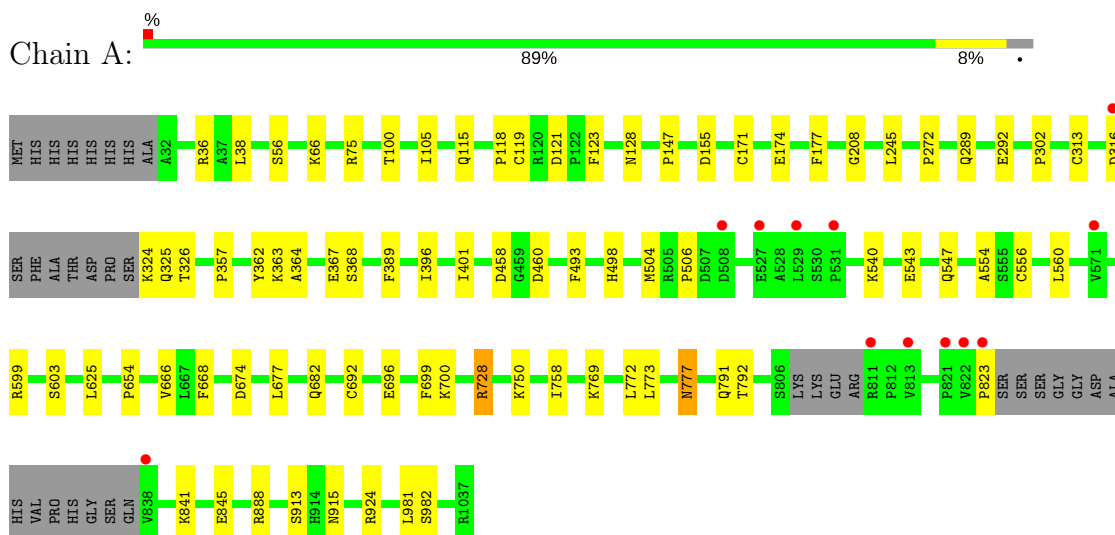 %
Chain A:
89% 8% •
MET HIS HIS HIS HIS HIS HIS ALA A32 R36 A37 L38 S56 K66 R75 T100 I105 Q115 P118 C119 R120 D121 P122 F123 N128 P147 D155 C171 E174 F177 G208 L245 P272 Q289 E292 P302 C313 D316
SER PHE ALA THR ASP PRO SER K324 Q325 T326 P357 Y362 K363 A364 E367 S368 F389 I396 I401 D458 G459 D460 F493 H498 M504 R505 P506 D507 D508 E527 A528 L529 S530 P531 K540 E543 Q547 A554 S555 C556 L560 V571
R599 S603 L625 P654 V666 L667 F668 D674 L677 Q682 C692 E696 F699 K700 R728 K750 I758 K769 L772 L773 N777 Q791 T792 S806 LYS LYS GLU ARG R811 P812 V813 P821 V822 P823 SER SER SER GLY GLY ASP ALA
HIS VAL PRO HIS GLY SER GLN V838 K841 E845 R888 S913 H914 N915 R924 L981 S982 R1037